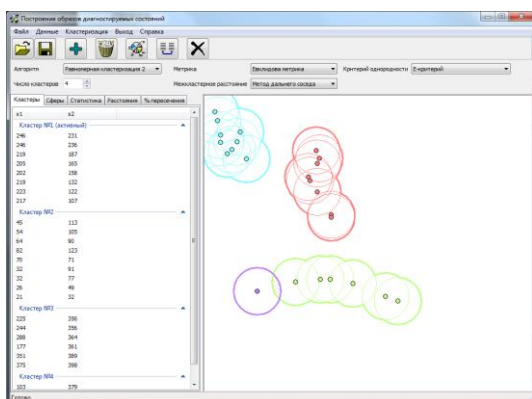 Построение образов диагностируемых состояний
Файл Данные Кластеризация Выход Справка
Алгоритм Равномерная кластеризация 2 Метрика Евклидова метрика Критерий однородности E-критерий
Число кластеров 4 Межкластерное расстояние Метод дальнего соседа
Кластеры Сферы Статистика Расстояния % пересечения
x1 x2
Кластер №1 (активный)
246 231
246 236
219 187
205 165
202 158
219 132
223 122
217 107
Кластер №2
45 113
54 105
64 90
82 123
70 71
32 91
32 77
26 49
21 32
Кластер №3
225 356
244 356
288 364
177 361
351 389
375 398
Кластер №4
103 379
Готово